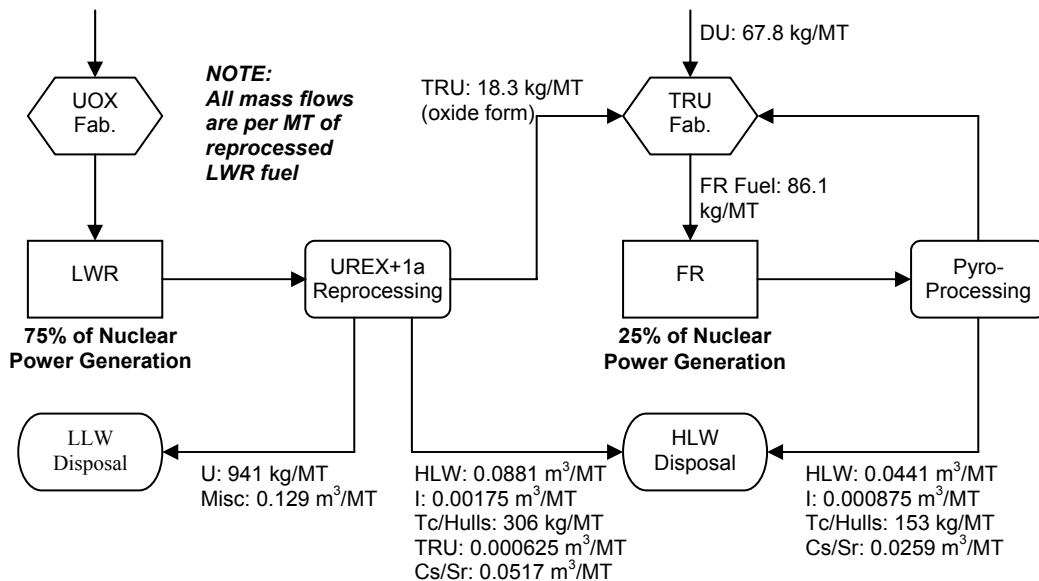 DU: 67.8 kg/MT
NOTE:
All mass flows
are per MT of
reprocessed
LWR fuel
UOX
Fab.
TRU: 18.3 kg/MT
(oxide form)
TRU
Fab.
FR Fuel: 86.1
kg/MT
LWR
UREX+1a
Reprocessing
FR
Pyro-
Processing
75% of Nuclear
Power Generation
25% of Nuclear
Power Generation
LLW
Disposal
HLW
Disposal
U: 941 kg/MT
Misc: 0.129 m³/MT
HLW: 0.0881 m³/MT
I: 0.00175 m³/MT
Tc/Hulls: 306 kg/MT
TRU: 0.000625 m³/MT
Cs/Sr: 0.0517 m³/MT
HLW: 0.0441 m³/MT
I: 0.000875 m³/MT
Tc/Hulls: 153 kg/MT
Cs/Sr: 0.0259 m³/MT